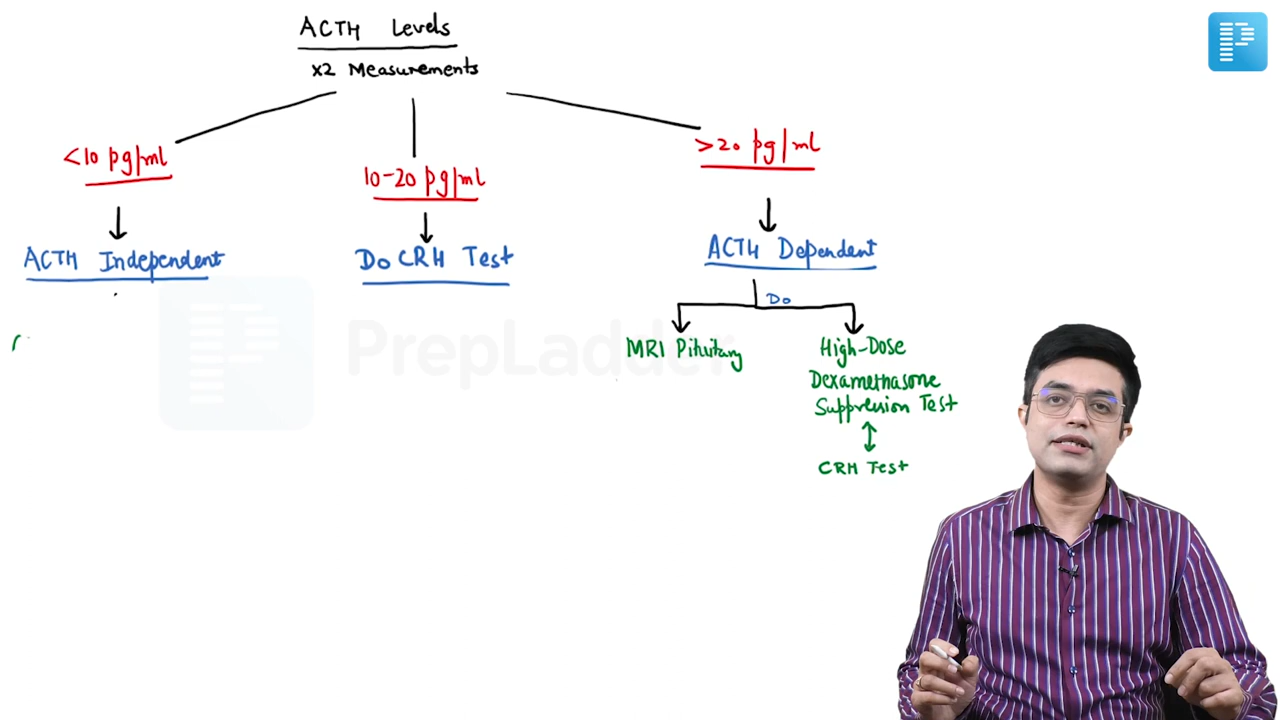 ACTH Levels
x2 Measurements
<10 pg/ml
10-20 pg/ml
>20 pg/ml
ACTH Independent
Do CRH Test
ACTH Dependent
Do
MRI Pituitary
High-Dose
Dexamethasone
Suppression Test
CRH Test
PrepLadder